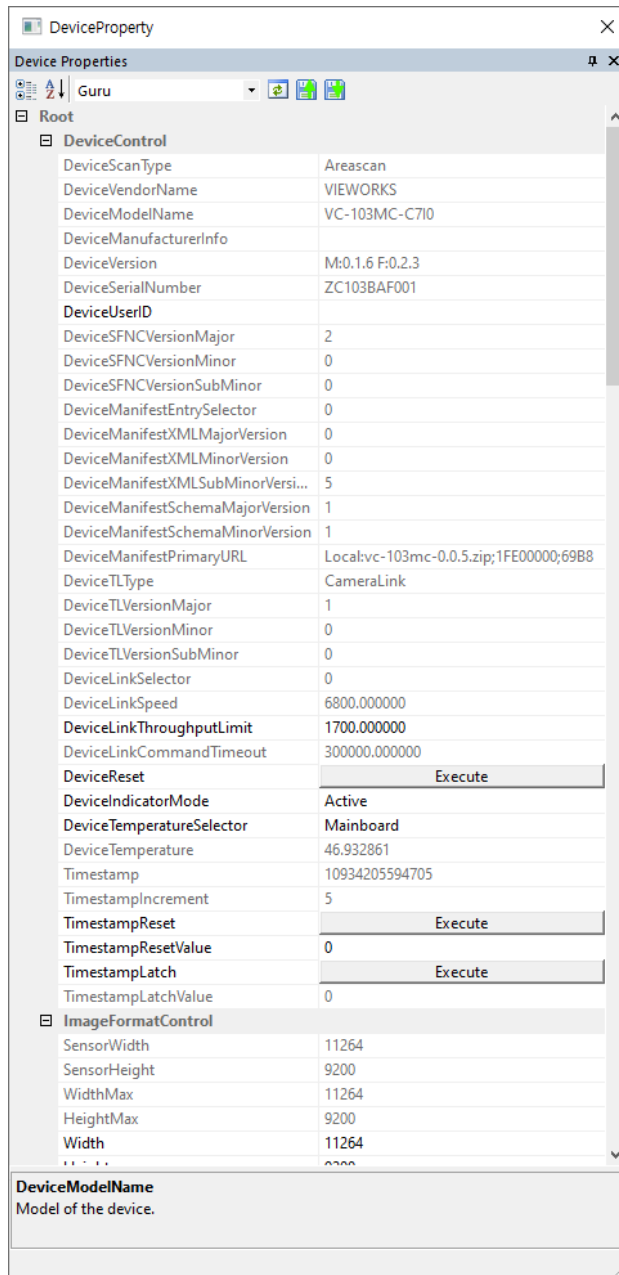 DeviceProperty
Device Properties
Guru
Root
DeviceControl
DeviceScanType Areascan
DeviceVendorName VIEWORKS
DeviceModelName VC-103MC-C7I0
DeviceManufacturerInfo
DeviceVersion M:0.1.6 F:0.2.3
DeviceSerialNumber ZC103BAF001
DeviceUserID
DeviceSFNCVersionMajor 2
DeviceSFNCVersionMinor 0
DeviceSFNCVersionSubMinor 0
DeviceManifestEntrySelector 0
DeviceManifestXMLMajorVersion 0
DeviceManifestXMLMinorVersion 0
DeviceManifestXMLSubMinorVersi... 5
DeviceManifestSchemaMajorVersion 1
DeviceManifestSchemaMinorVersion 1
DeviceManifestPrimaryURL Local:vc-103mc-0.0.5.zip;1FE00000;69B8
DeviceTLType CameraLink
DeviceTLVersionMajor 1
DeviceTLVersionMinor 0
DeviceTLVersionSubMinor 0
DeviceLinkSelector 0
DeviceLinkSpeed 6800.000000
DeviceLinkThroughputLimit 1700.000000
DeviceLinkCommandTimeout 300000.000000
DeviceReset Execute
DeviceIndicatorMode Active
DeviceTemperatureSelector Mainboard
DeviceTemperature 46.932861
Timestamp 10934205594705
TimestampIncrement 5
TimestampReset Execute
TimestampResetValue 0
TimestampLatch Execute
TimestampLatchValue 0
ImageFormatControl
SensorWidth 11264
SensorHeight 9200
WidthMax 11264
HeightMax 9200
Width 11264
DeviceModelName
Model of the device.